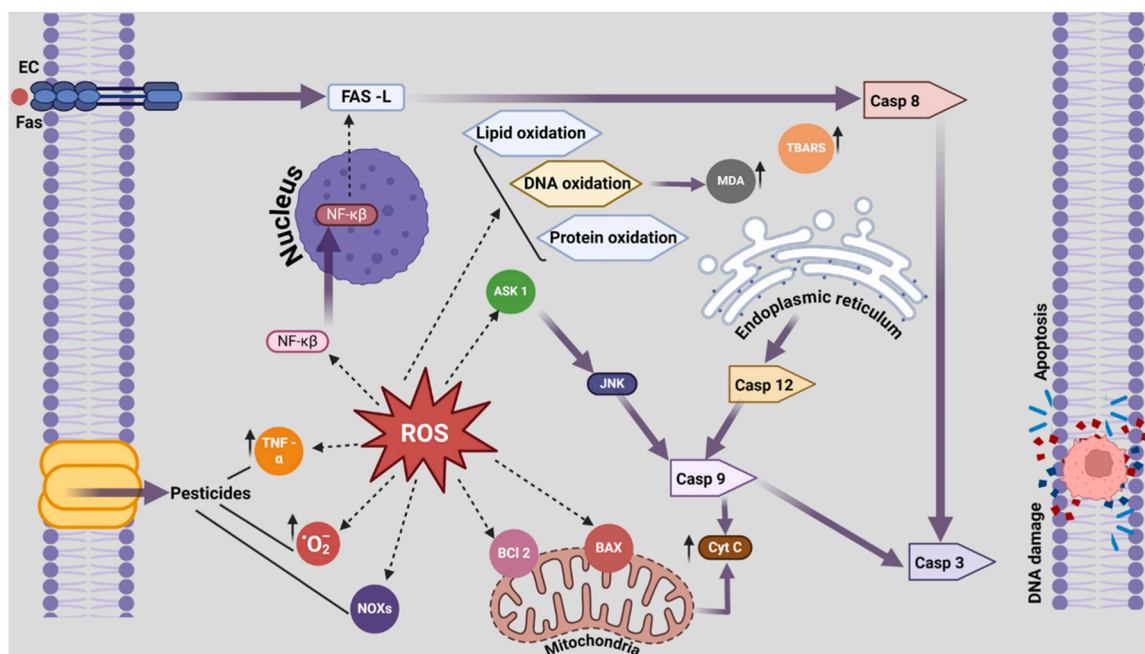 EC
Fas
FAS -L
Casp 8
Lipid oxidation
TBARS
DNA oxidation
MDA
Nucleus
NF-κβ
Protein oxidation
ASK 1
Endoplasmic reticulum
NF-κβ
JNK
Casp 12
Apoptosis
ROS
TNF -
α
Pesticides
Casp 9
•O₂⁻
BCl 2
BAX
Cyt C
Casp 3
DNA damage
NOXs
Mitochondria